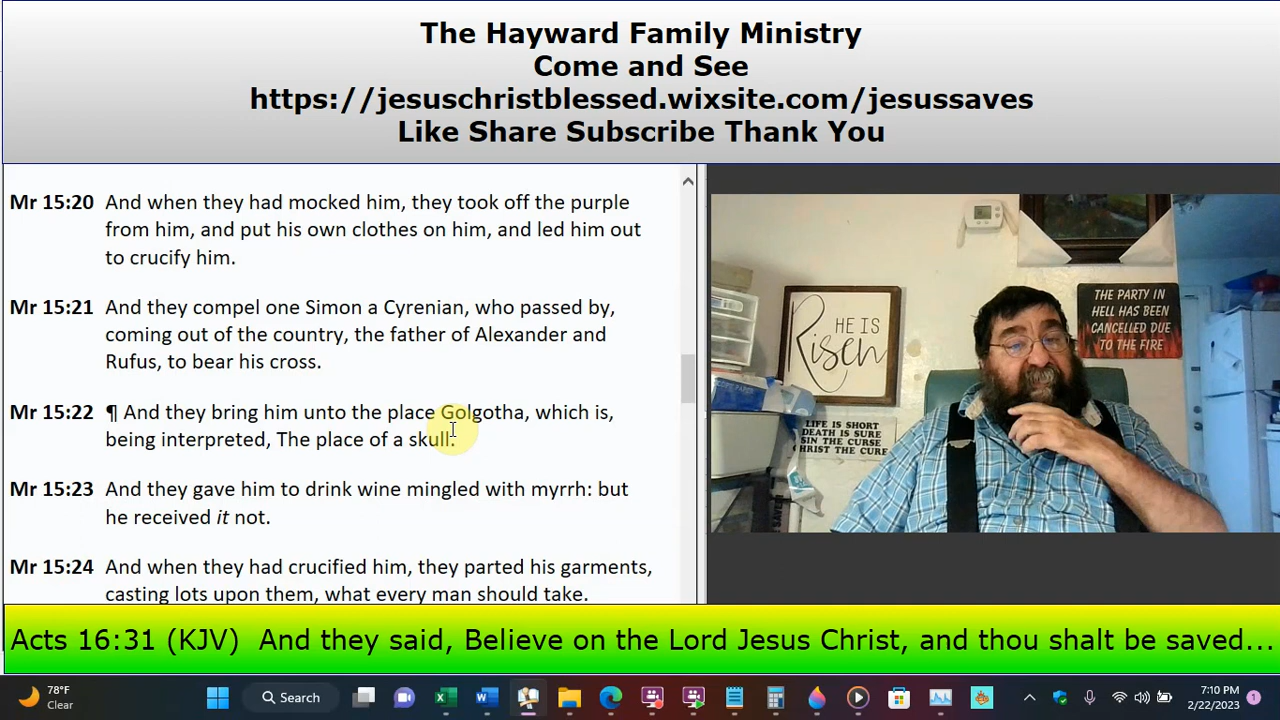 The Hayward Family Ministry
Come and See
https://jesuschristblessed.wixsite.com/jesussaves
Like Share Subscribe Thank You
Mr 15:20 And when they had mocked him, they took off the purple
from him, and put his own clothes on him, and led him out
to crucify him.
Mr 15:21 And they compel one Simon a Cyrenian, who passed by,
coming out of the country, the father of Alexander and
Rufus, to bear his cross.
Mr 15:22 ¶ And they bring him unto the place Golgotha, which is,
being interpreted, The place of a skull.
Mr 15:23 And they gave him to drink wine mingled with myrrh: but
he received it not.
Mr 15:24 And when they had crucified him, they parted his garments,
casting lots upon them, what every man should take.
HE IS
Risen
THE PARTY IN
HELL HAS BEEN
CANCELLED DUE
TO THE FIRE
LIFE IS SHORT
DEATH IS SURE
SIN THE CURSE
CHRIST THE CURE
Acts 16:31 (KJV) And they said, Believe on the Lord Jesus Christ, and thou shalt be saved...
78°F
Clear
Search
7:10 PM
2/22/2023
1